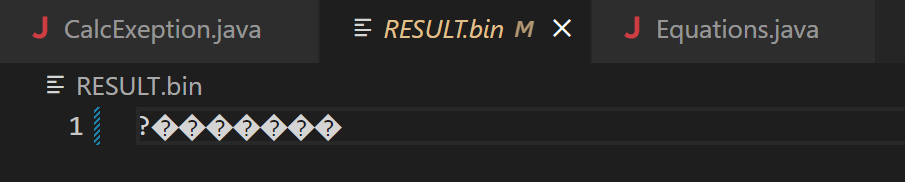 CalcExeption.java RESULT.bin M Equations.java
RESULT.bin
1 ?�������